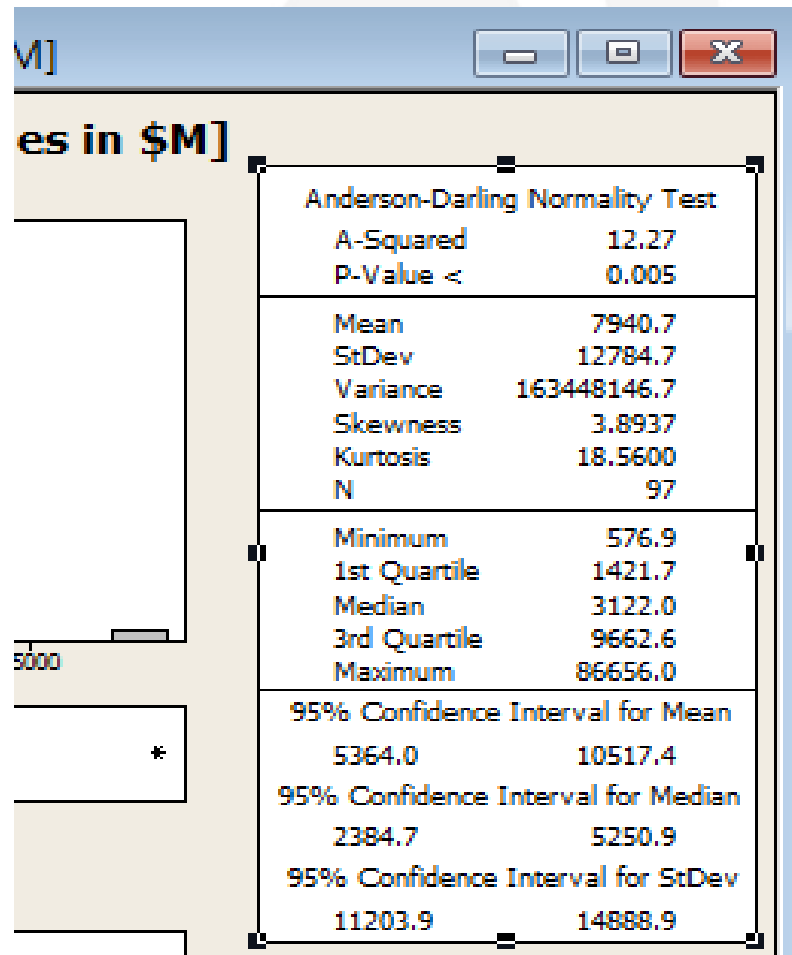 M]
es in $M]
Anderson-Darling Normality Test
A-Squared 12.27
P-Value < 0.005
Mean 7940.7
StDev 12784.7
Variance 163448146.7
Skewness 3.8937
Kurtosis 18.5600
N 97
Minimum 576.9
1st Quartile 1421.7
Median 3122.0
3rd Quartile 9662.6
Maximum 86656.0
95% Confidence Interval for Mean
5364.0 10517.4
95% Confidence Interval for Median
2384.7 5250.9
95% Confidence Interval for StDev
11203.9 14888.9
5000
*